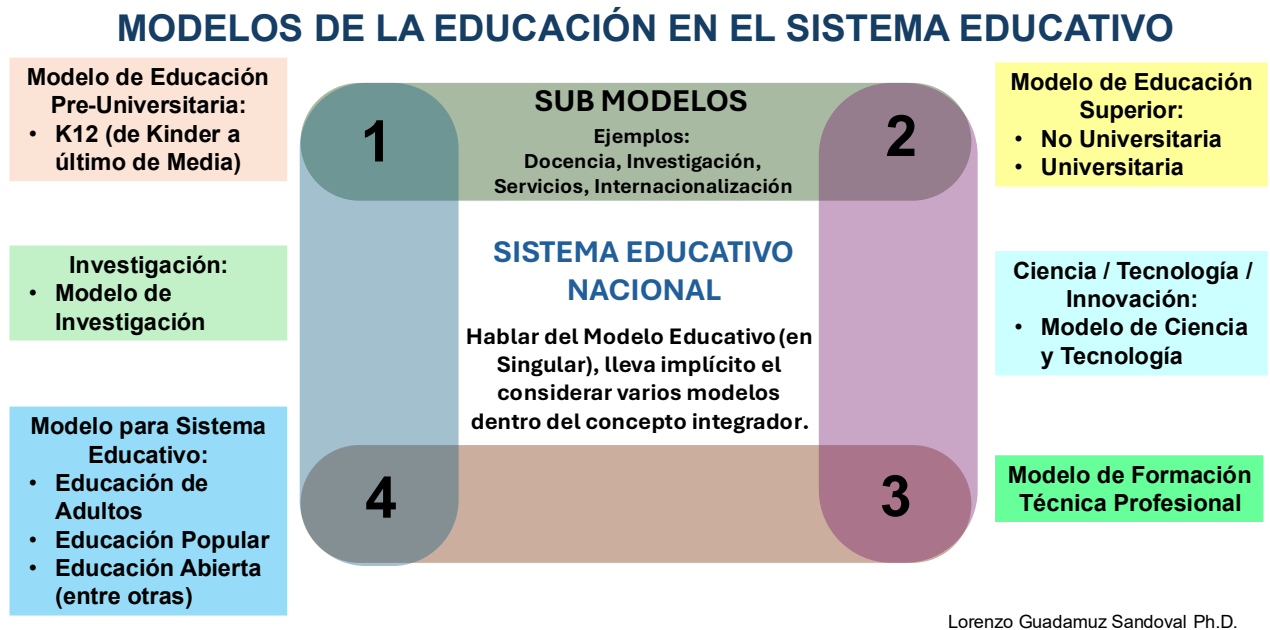 MODELOS DE LA EDUCACIÓN EN EL SISTEMA EDUCATIVO
Modelo de Educación
Pre-Universitaria:
• K12 (de Kinder a
último de Media)
1
SUB MODELOS
Ejemplos:
Docencia, Investigación,
Servicios, Internacionalización
2
Modelo de Educación
Superior:
• No Universitaria
• Universitaria
Investigación:
• Modelo de
Investigación
SISTEMA EDUCATIVO
NACIONAL
Hablar del Modelo Educativo (en
Singular), lleva implícito el
considerar varios modelos
dentro del concepto integrador.
Ciencia / Tecnología /
Innovación:
• Modelo de Ciencia
y Tecnología
Modelo para Sistema
Educativo:
• Educación de
Adultos
• Educación Popular
• Educación Abierta
(entre otras)
4
3
Modelo de Formación
Técnica Profesional
Lorenzo Guadamuz Sandoval Ph.D.